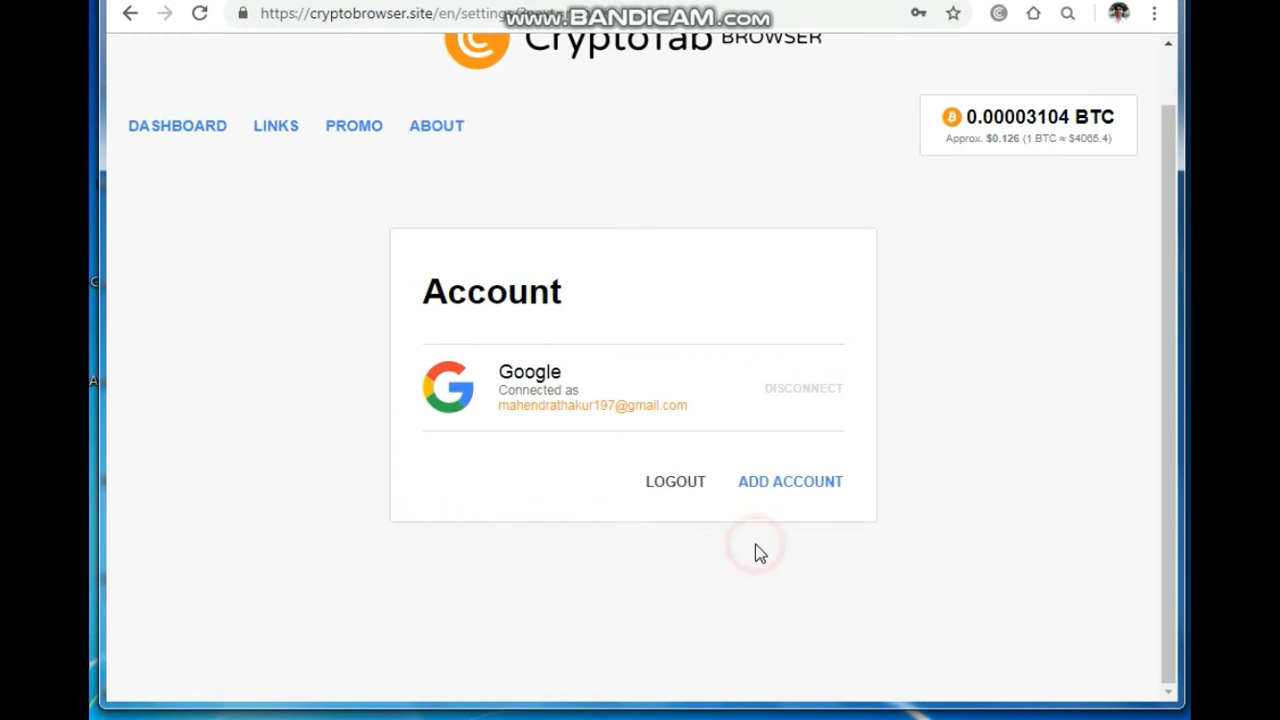 https://cryptobrowser.site/en/settings
www.BANDICAM.com
CryptoTab BROWSER
DASHBOARD LINKS PROMO ABOUT
0.00003104 BTC
Approx. $0.126 (1 BTC ≈ $4065.4)
Account
Google
Connected as
mahendrathakur197@gmail.com
DISCONNECT
LOGOUT ADD ACCOUNT